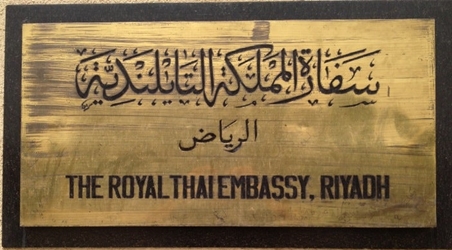 سفارة المملكة التايلندية
الرياض
THE ROYAL THAI EMBASSY, RIYADH